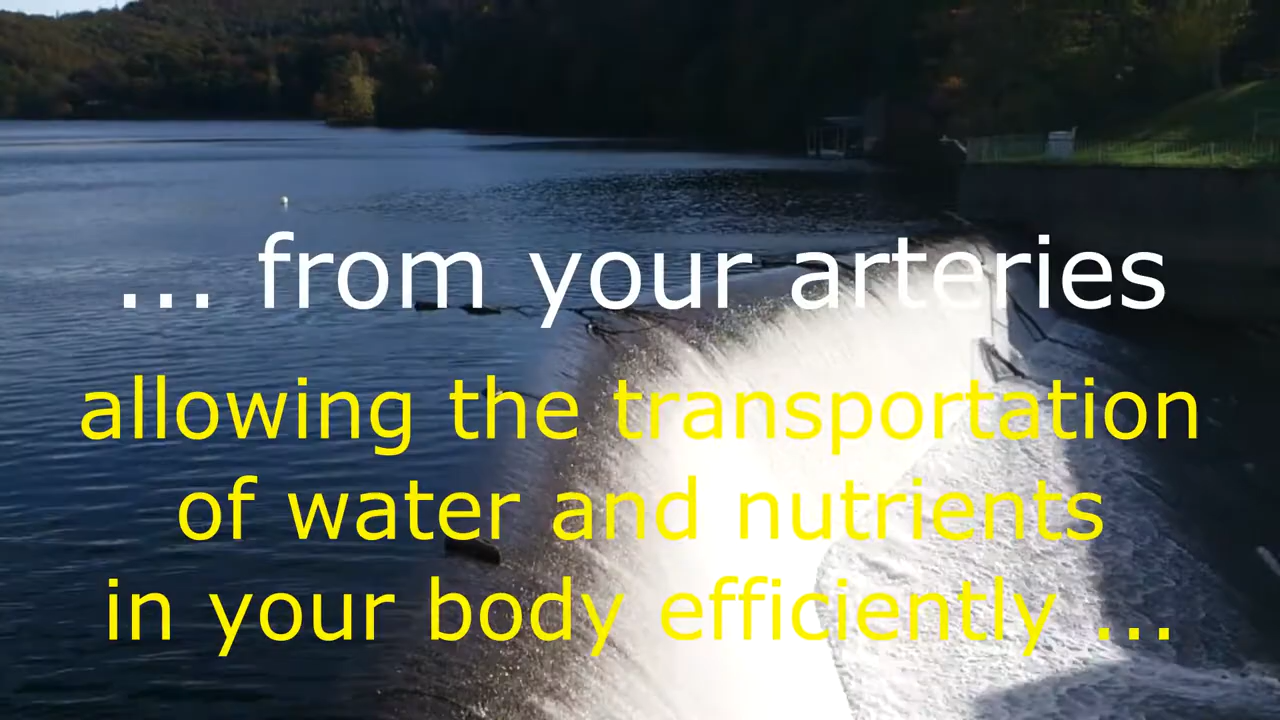 ... from your arteries
allowing the transportation
of water and nutrients
in your body efficiently ...